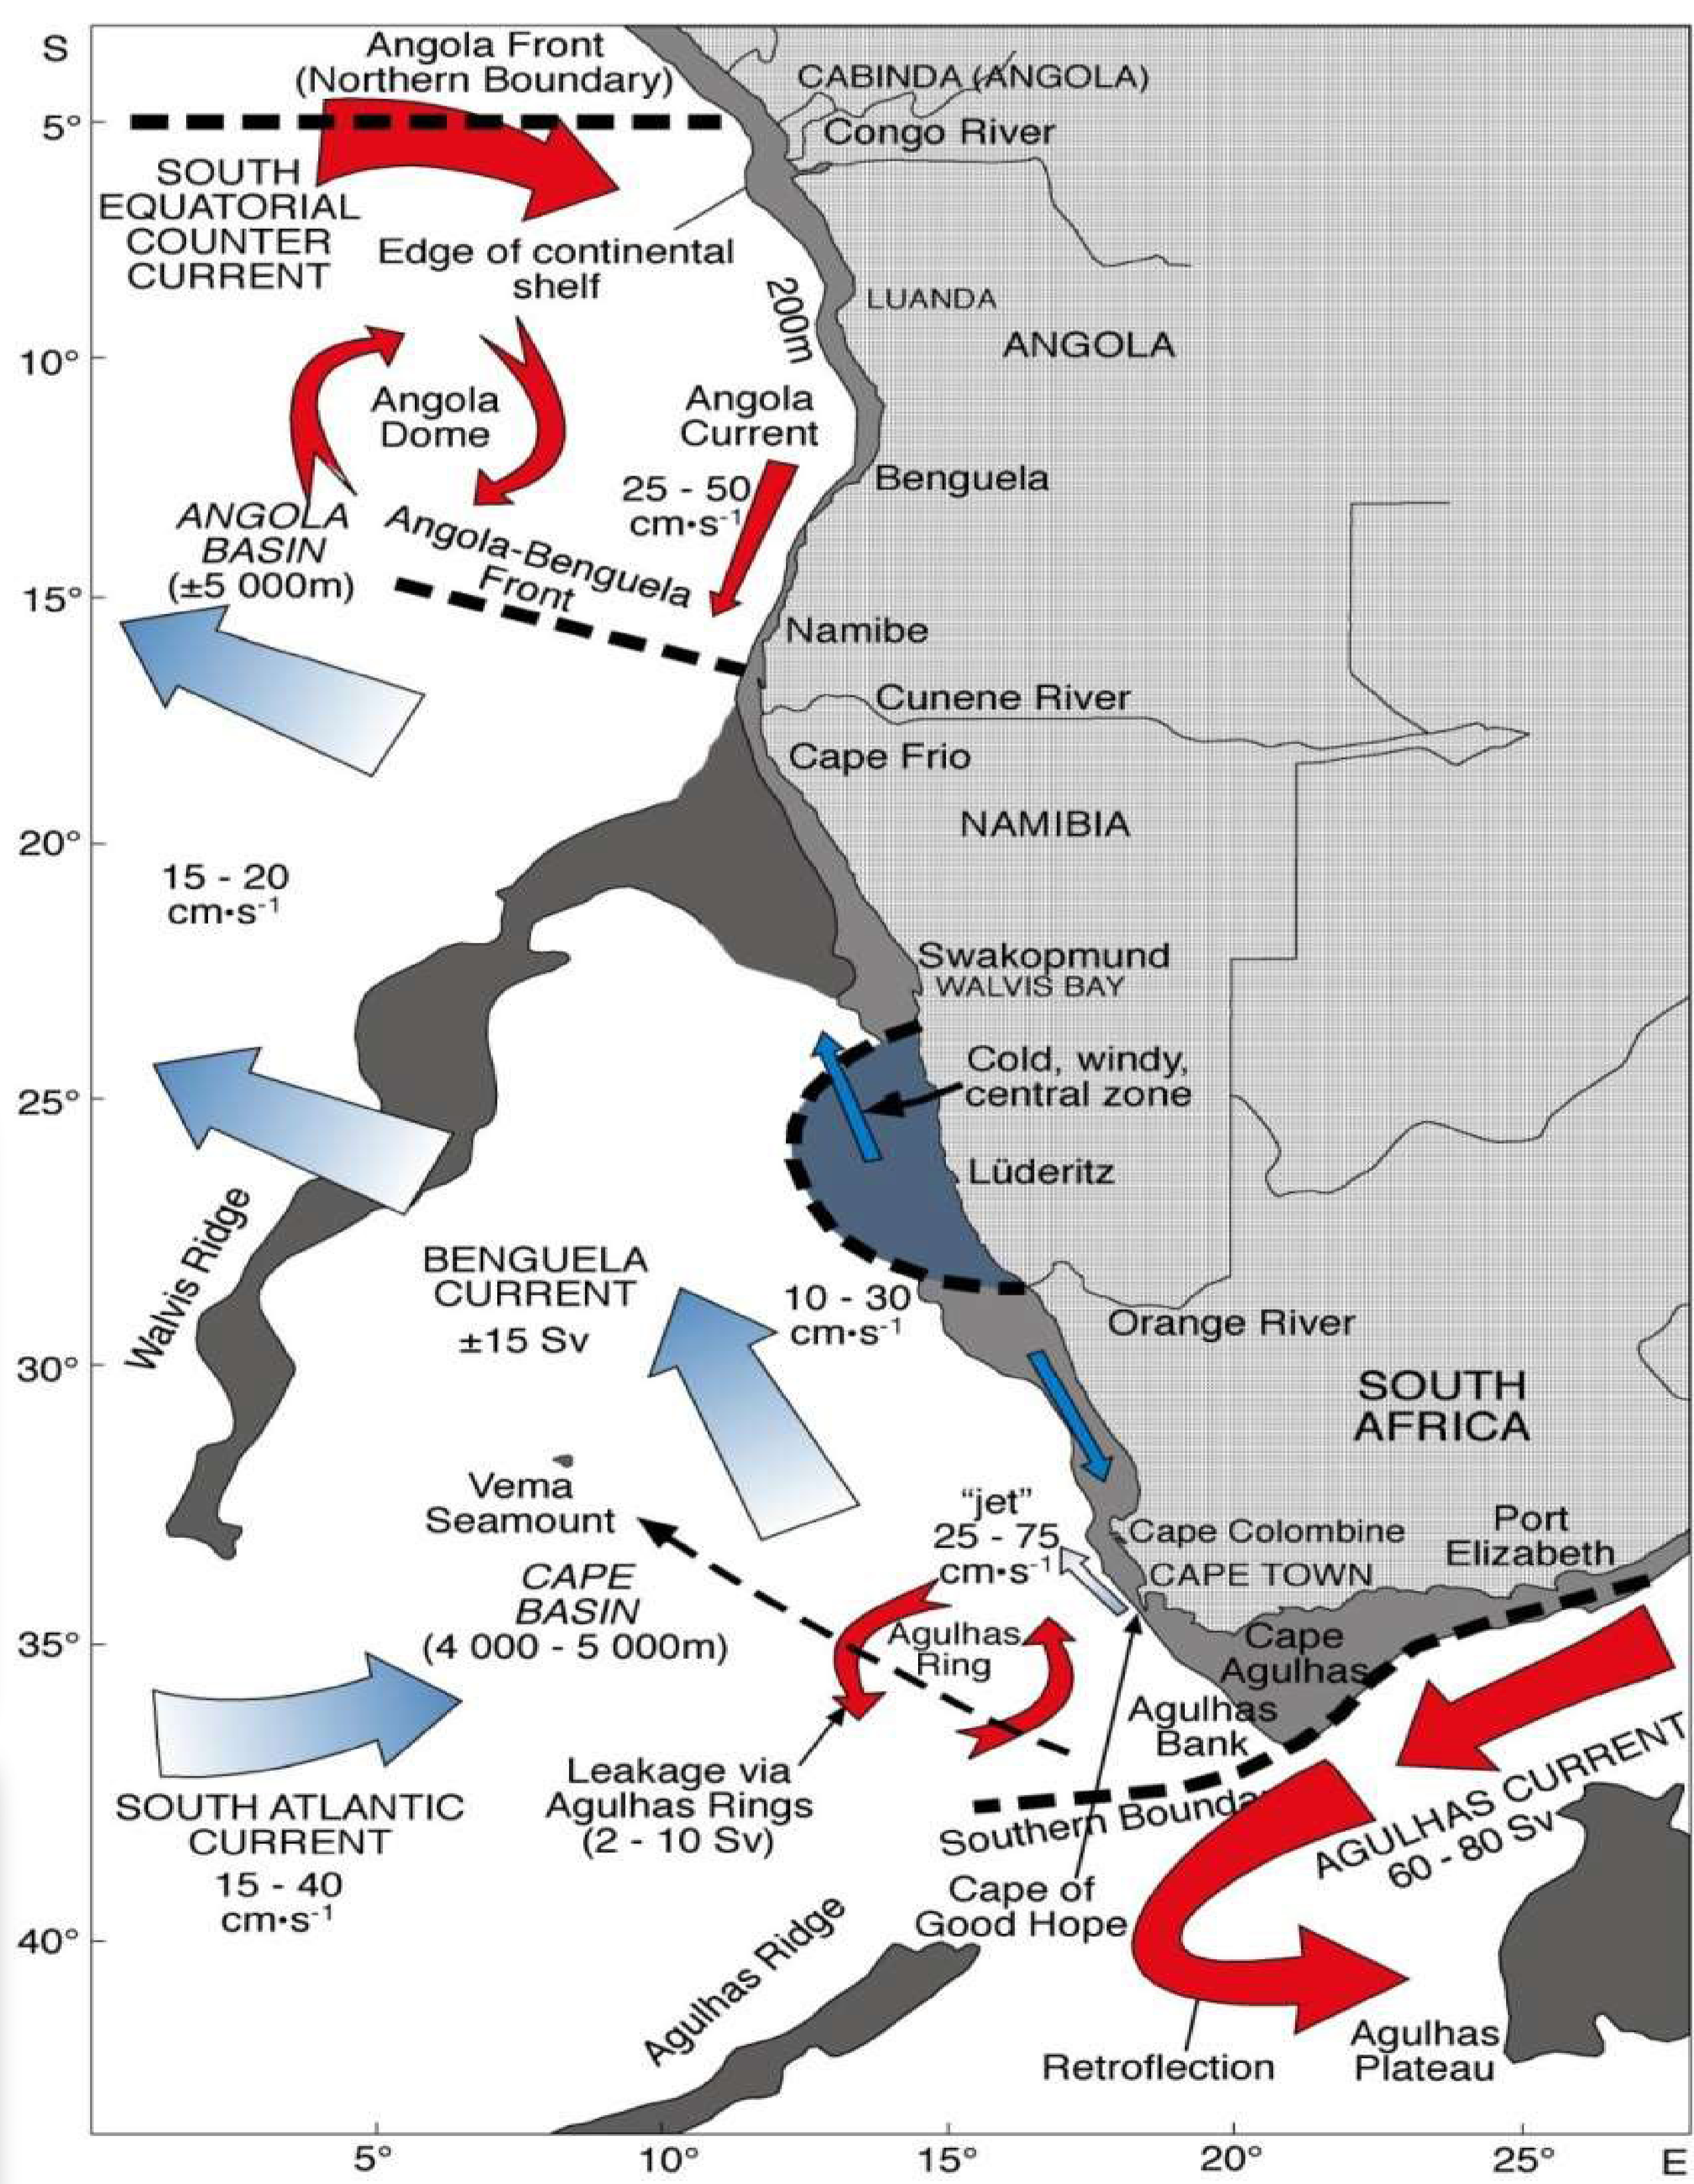 S
Angola Front
(Northern Boundary)
CABINDA (ANGOLA)
5°
Congo River
SOUTH
EQUATORIAL
COUNTER
CURRENT
Edge of continental
shelf
200m
LUANDA
ANGOLA
10°
Angola
Dome
Angola
Current
25 - 50
cm•s-1
Benguela
ANGOLA
BASIN
(±5 000m)
Angola-Benguela
Front
15°
Namibe
Cunene River
Cape Frio
NAMIBIA
20°
15 - 20
cm•s-1
Swakopmund
WALVIS BAY
Cold, windy,
central zone
25°
Lüderitz
Walvis Ridge
BENGUELA
CURRENT
±15 Sv
10 - 30
cm•s-1
Orange River
30°
SOUTH
AFRICA
Vema
Seamount
"jet"
25 - 75
cm•s-1
Cape Colombine
CAPE TOWN
Port
Elizabeth
CAPE
BASIN
(4 000 - 5 000m)
35°
Agulhas
Ring
Cape
Agulhas
Agulhas
Bank
Leakage via
Agulhas Rings
(2 - 10 Sv)
SOUTH ATLANTIC
CURRENT
15 - 40
cm•s-1
Southern Bounda
AGULHAS CURRENT
60 - 80 Sv
Cape of
Good Hope
40°
Agulhas Ridge
Retroflection
Agulhas
Plateau
5°
10°
15°
20°
25°
E